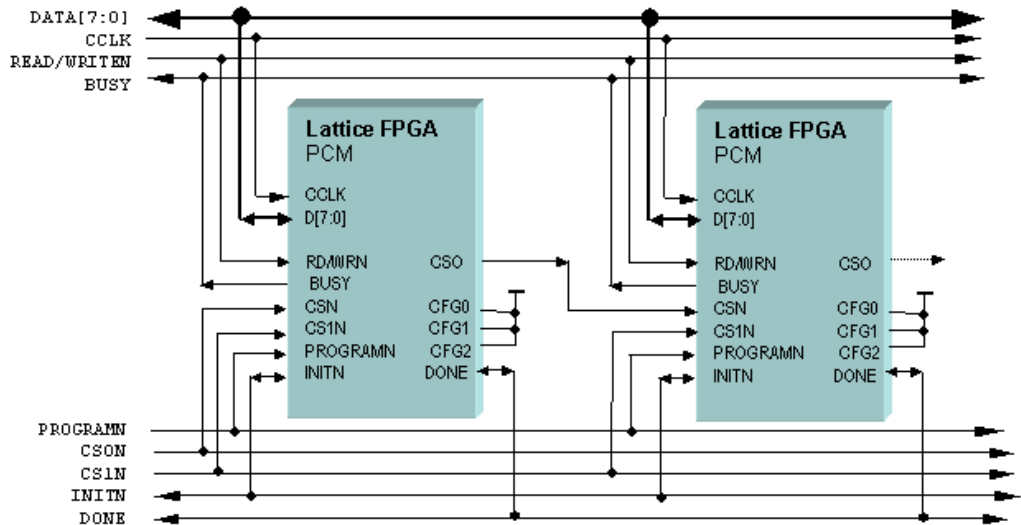 DATA[7:0]
CCLK
READ/WRITEN
BUSY
Lattice FPGA
PCM
CCLK
D[7:0]
RD/WRN CSO
BUSY
CSN CFG0
CS1N CFG1
PROGRAMN CFG2
INITN DONE
Lattice FPGA
PCM
CCLK
D[7:0]
RD/WRN CSO
BUSY
CSN CFG0
CS1N CFG1
PROGRAMN CFG2
INITN DONE
PROGRAMN
CS0N
CS1N
INITN
DONE